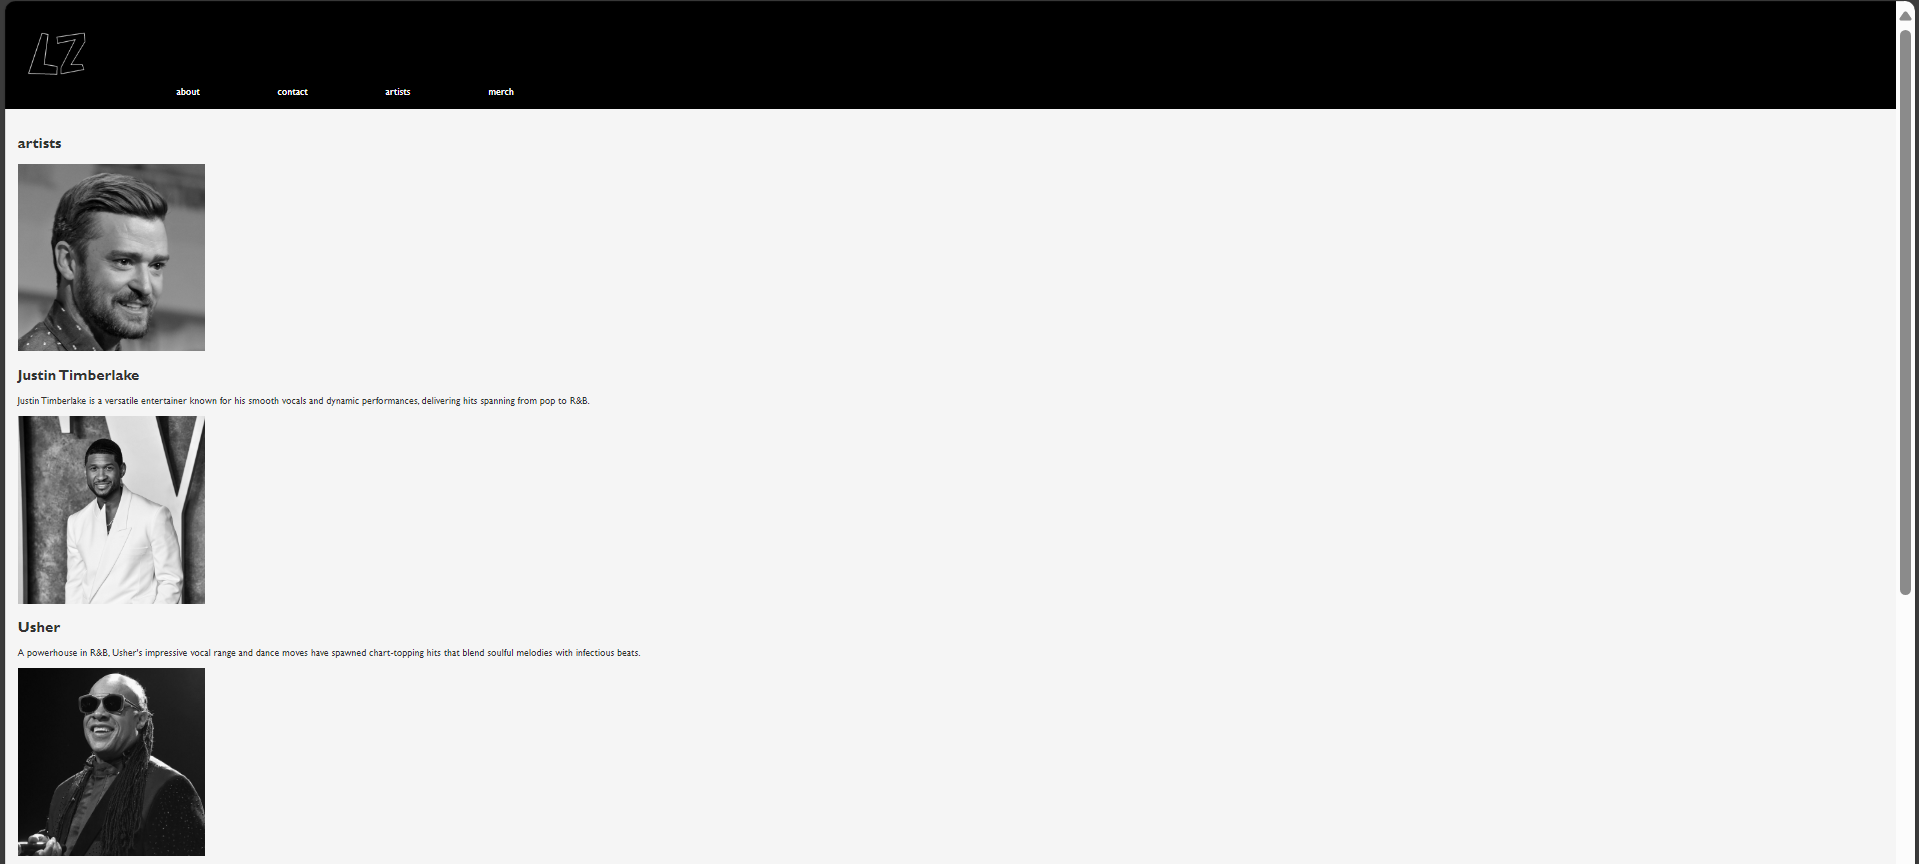 LZ
about contact artists merch
artists
Justin Timberlake
Justin Timberlake is a versatile entertainer known for his smooth vocals and dynamic performances, delivering hits spanning from pop to R&B.
Usher
A powerhouse in R&B, Usher's impressive vocal range and dance moves have spawned chart-topping hits that blend soulful melodies with infectious beats.